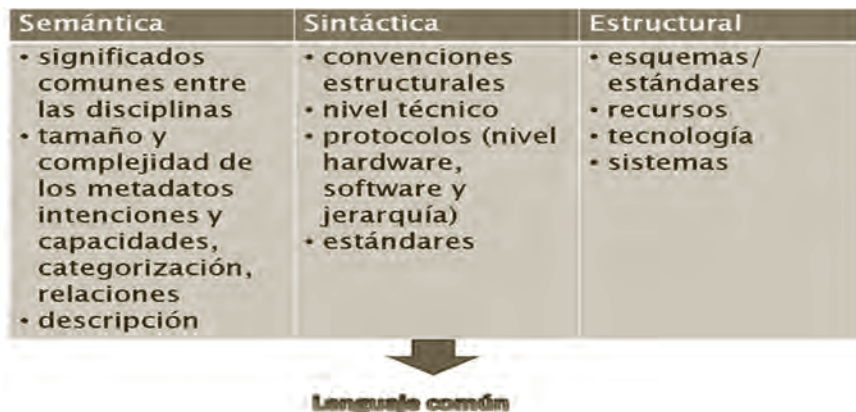 Semántica
• significados
comunes entre
las disciplinas
• tamaño y
complejidad de
los metadatos
intenciones y
capacidades,
categorización,
relaciones
• descripción
Sintáctica
• convenciones
estructurales
• nivel técnico
• protocolos (nivel
hardware,
software y
jerarquía)
• estándares
Estructural
• esquemas/
estándares
• recursos
• tecnología
• sistemas
Lenguaje común